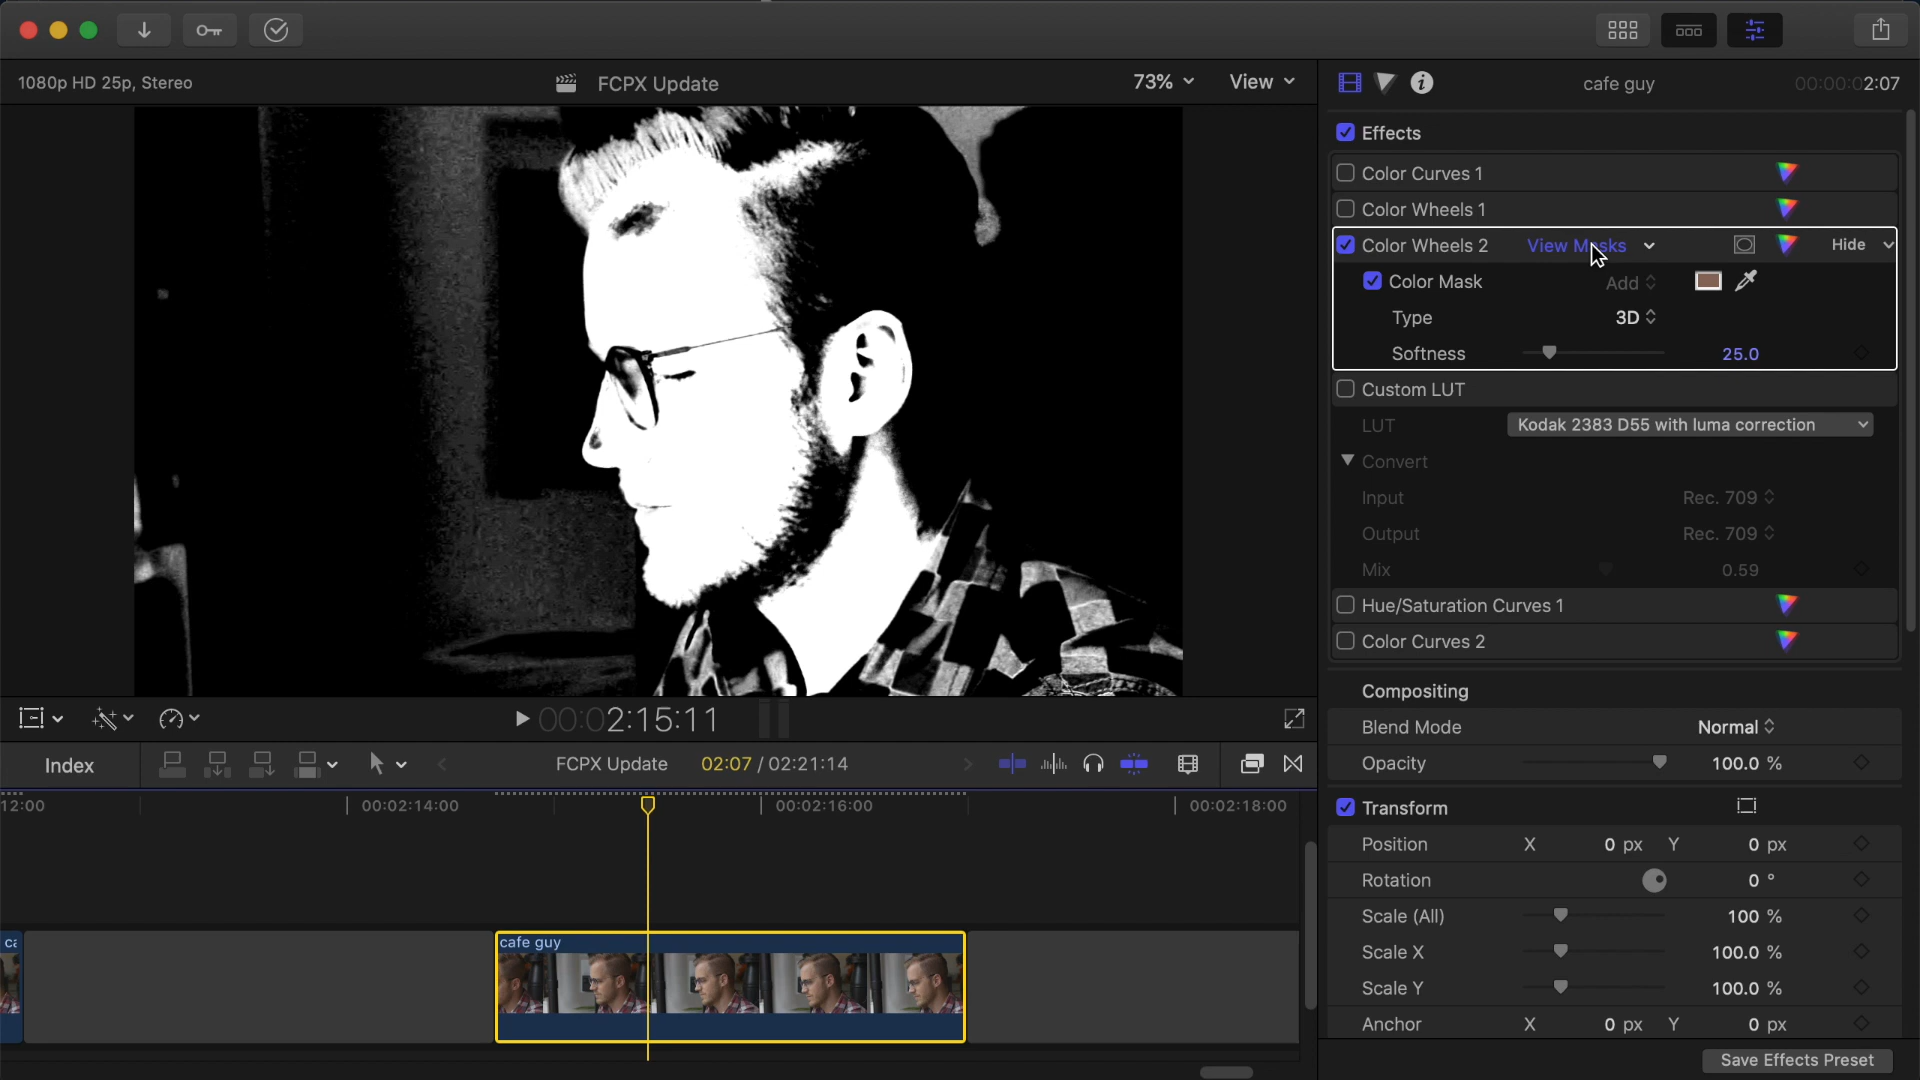 1080p HD 25p, Stereo
FCPX Update
73%
View
cafe guy
00:00:02:07
Effects
Color Curves 1
Color Wheels 1
Color Wheels 2 View Masks Hide
Color Mask Add
Type 3D
Softness 25.0
Custom LUT
LUT Kodak 2383 D55 with luma correction
Convert
Input Rec. 709
Output Rec. 709
Mix 0.59
Hue/Saturation Curves 1
Color Curves 2
Compositing
Blend Mode Normal
Opacity 100.0 %
Transform
Position X 0 px Y 0 px
Rotation 0 °
Scale (All) 100 %
Scale X 100.0 %
Scale Y 100.0 %
Anchor X 0 px Y 0 px
Save Effects Preset
00:02:15:11
Index
FCPX Update 02:07 / 02:21:14
12:00 00:02:14:00 00:02:16:00 00:02:18:00
ca
cafe guy